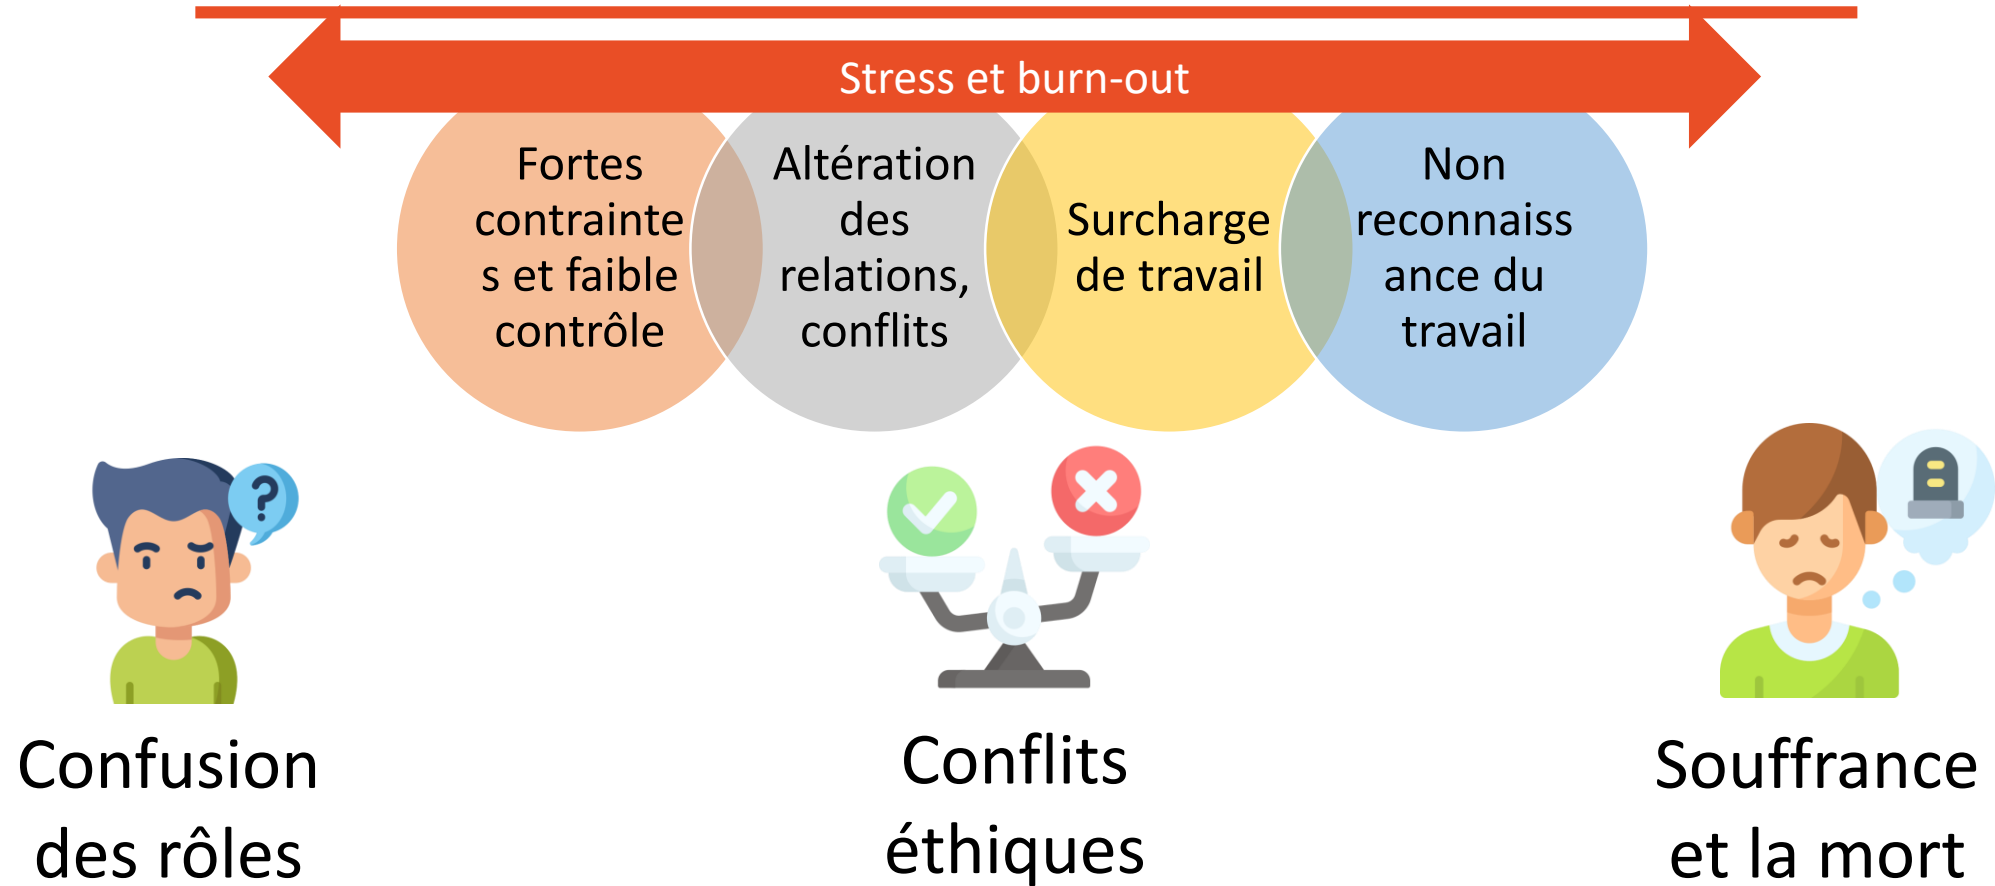 Stress et burn-out
Fortes
contrainte
s et faible
contrôle
Altération
des
relations,
conflits
Surcharge
de travail
Non
reconnaiss
ance du
travail
?
Confusion
des rôles
Conflits
éthiques
Souffrance
et la mort